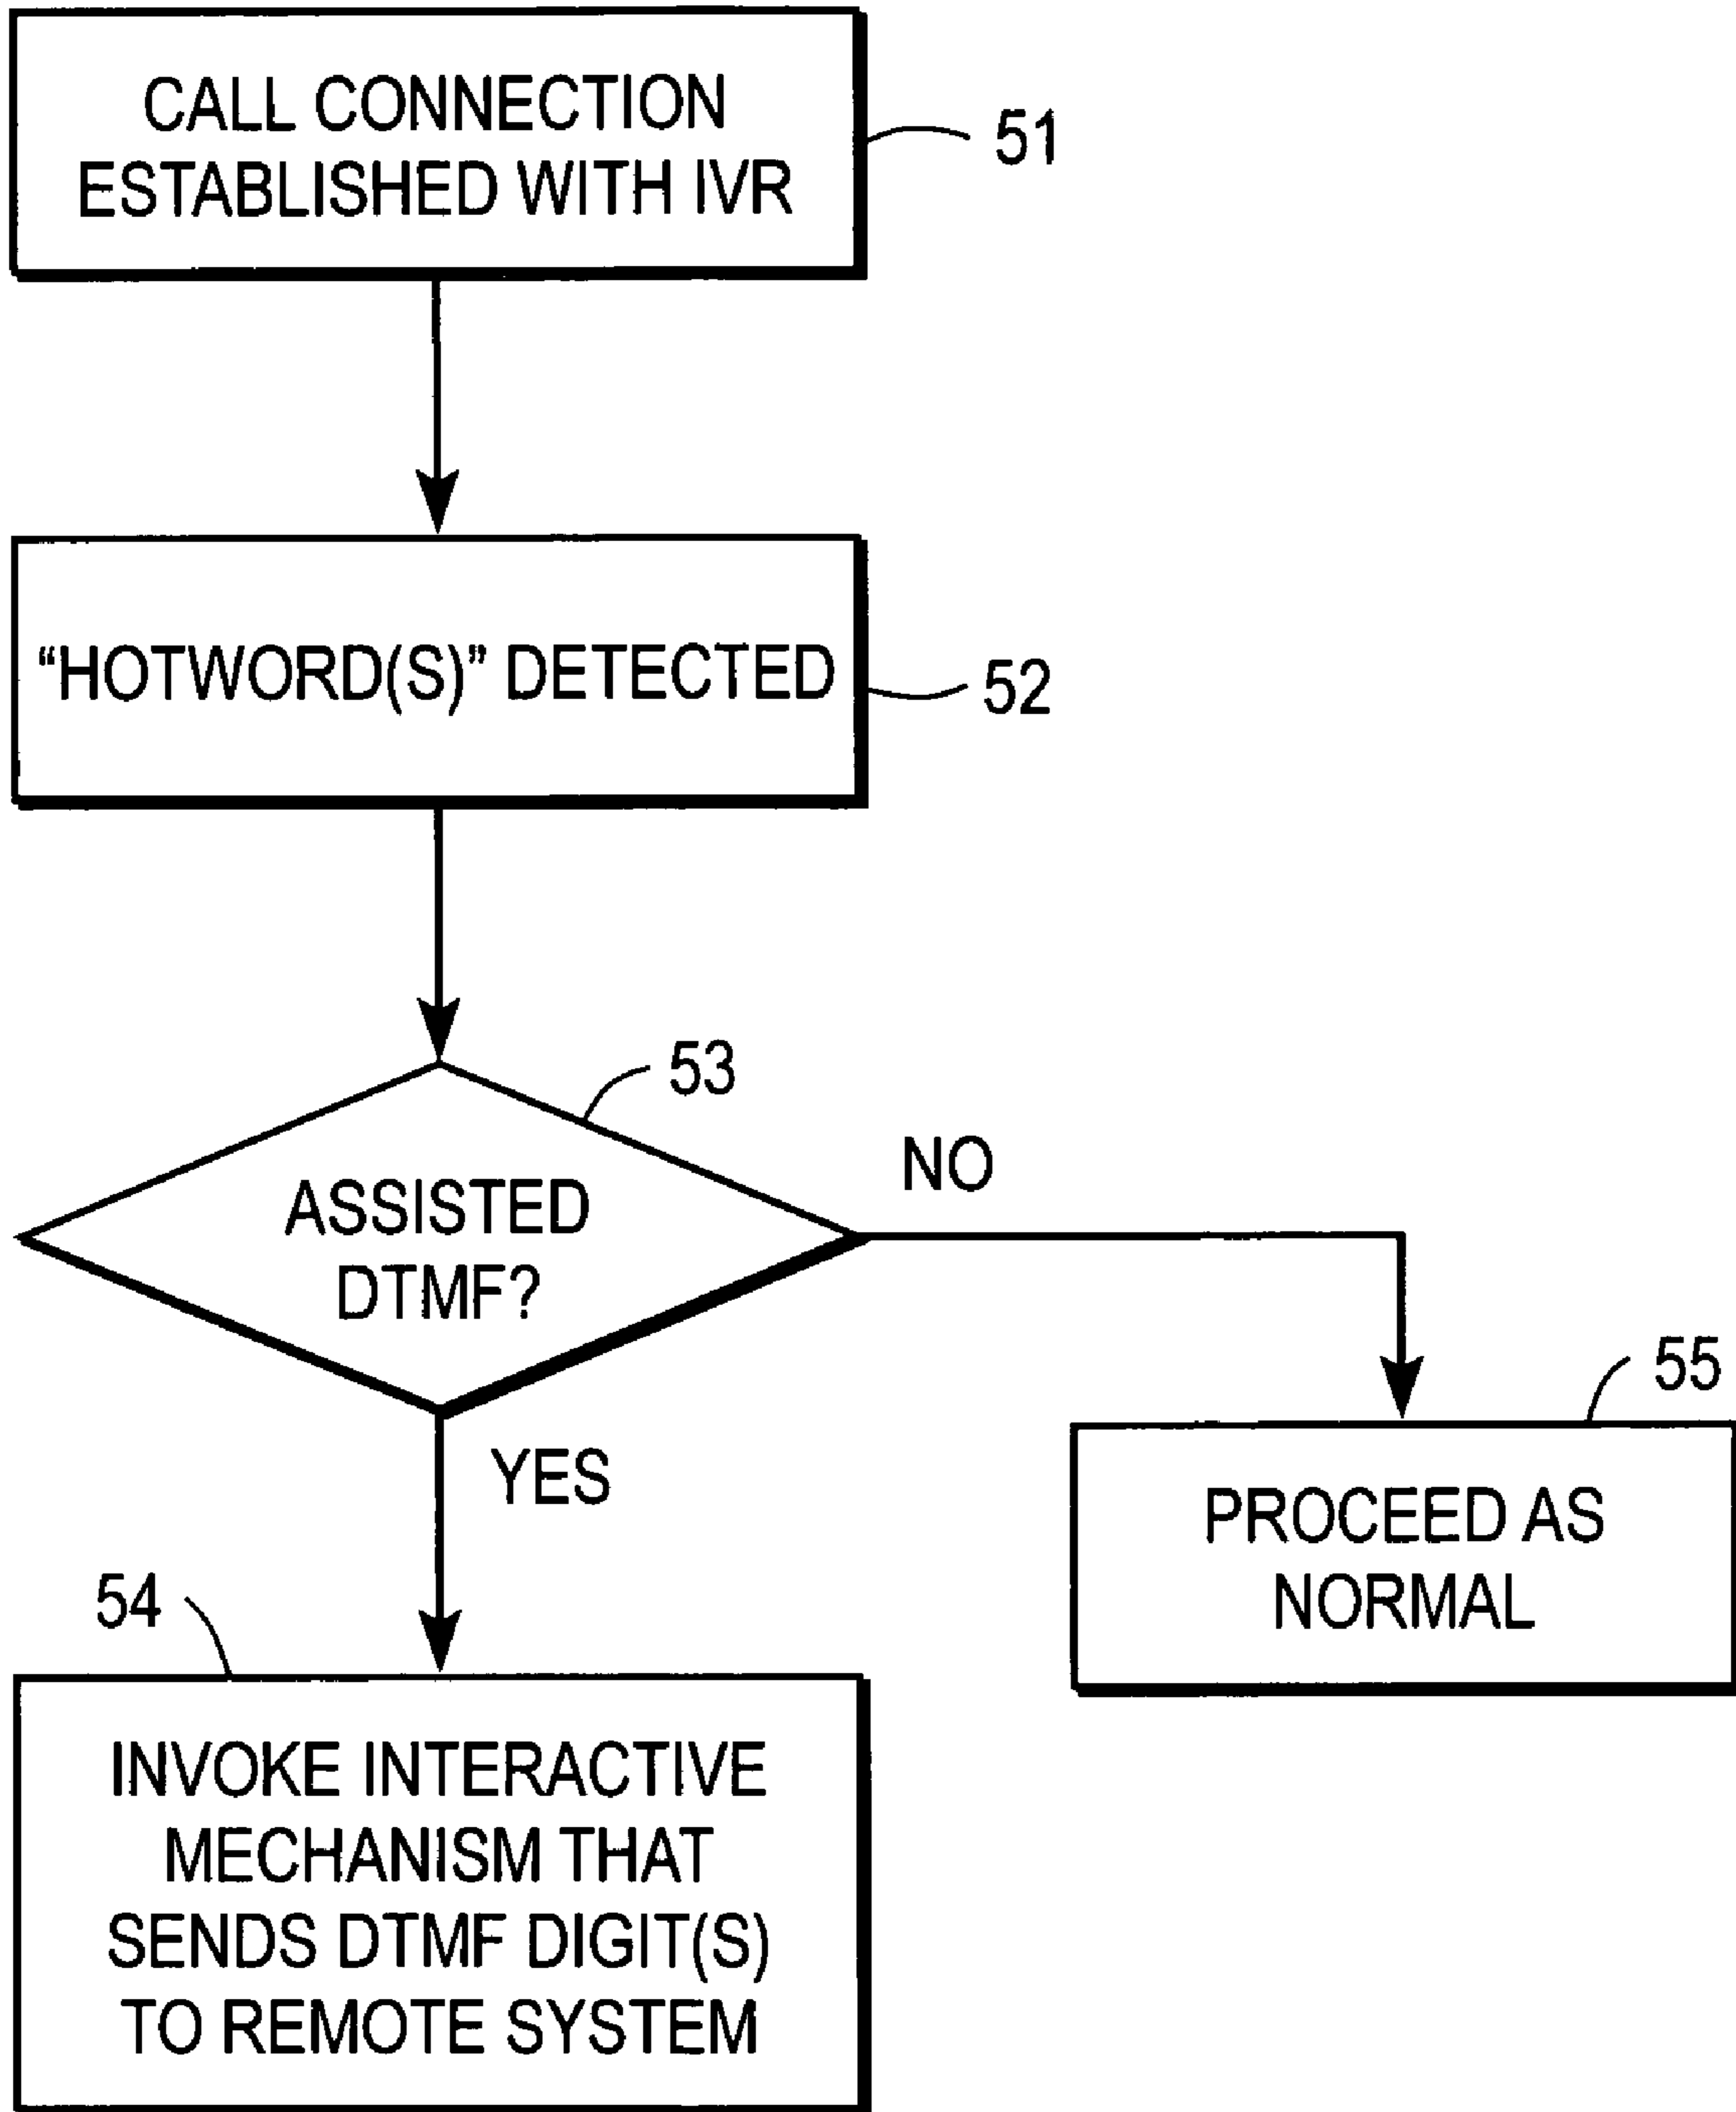 CALL CONNECTION
ESTABLISHED WITH IVR
51
“HOTWORD(S)” DETECTED
52
53
ASSISTED
DTMF?
NO
YES
55
PROCEED AS
NORMAL
54
INVOKE INTERACTIVE
MECHANISM THAT
SENDS DTMF DIGIT(S)
TO REMOTE SYSTEM